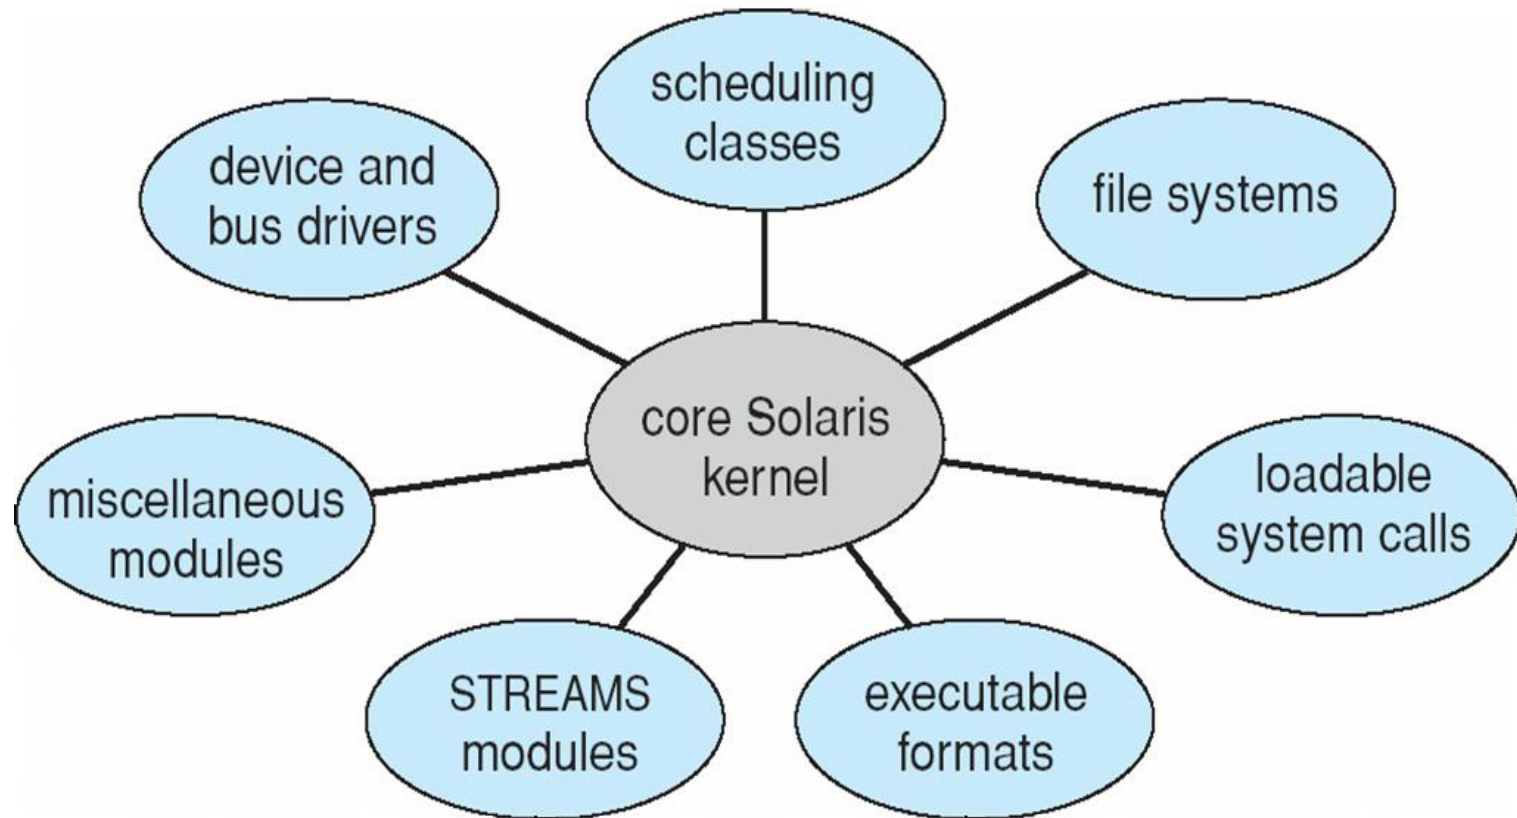 scheduling
classes
device and
bus drivers
file systems
core Solaris
kernel
loadable
system calls
miscellaneous
modules
STREAMS
modules
executable
formats